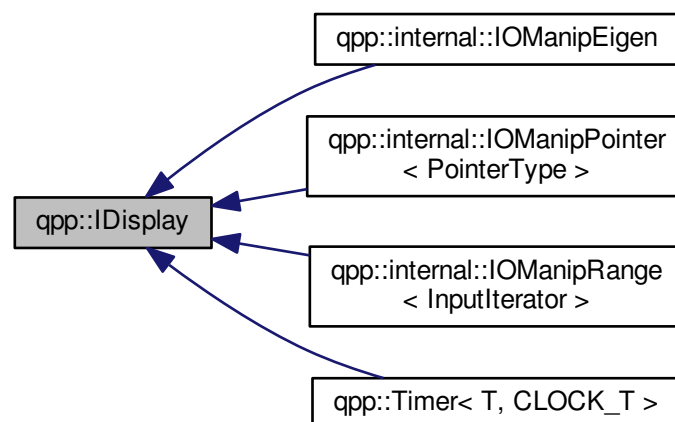 qpp::internal::IOManipEigen
qpp::internal::IOManipPointer
< PointerType >
qpp::IDisplay
qpp::internal::IOManipRange
< InputIterator >
qpp::Timer< T, CLOCK_T >